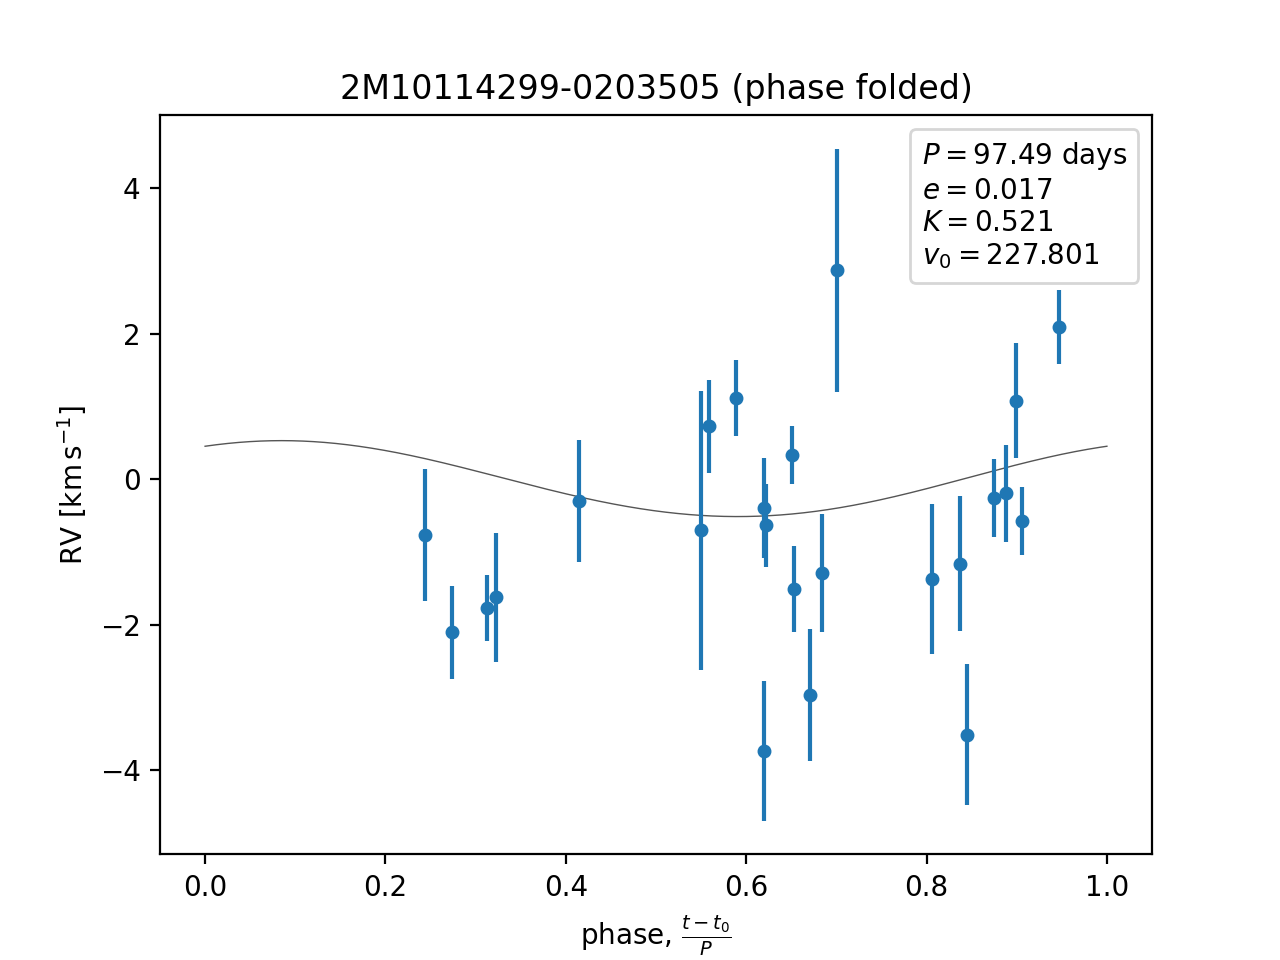 2M10114299-0203505 (phase folded)
P = 97.49 days
e = 0.017
K = 0.521
v₀ = 227.801
4
2
0
−2
−4
RV [km s⁻¹]
0.0 0.2 0.4 0.6 0.8 1.0
phase, (t − t₀)/P